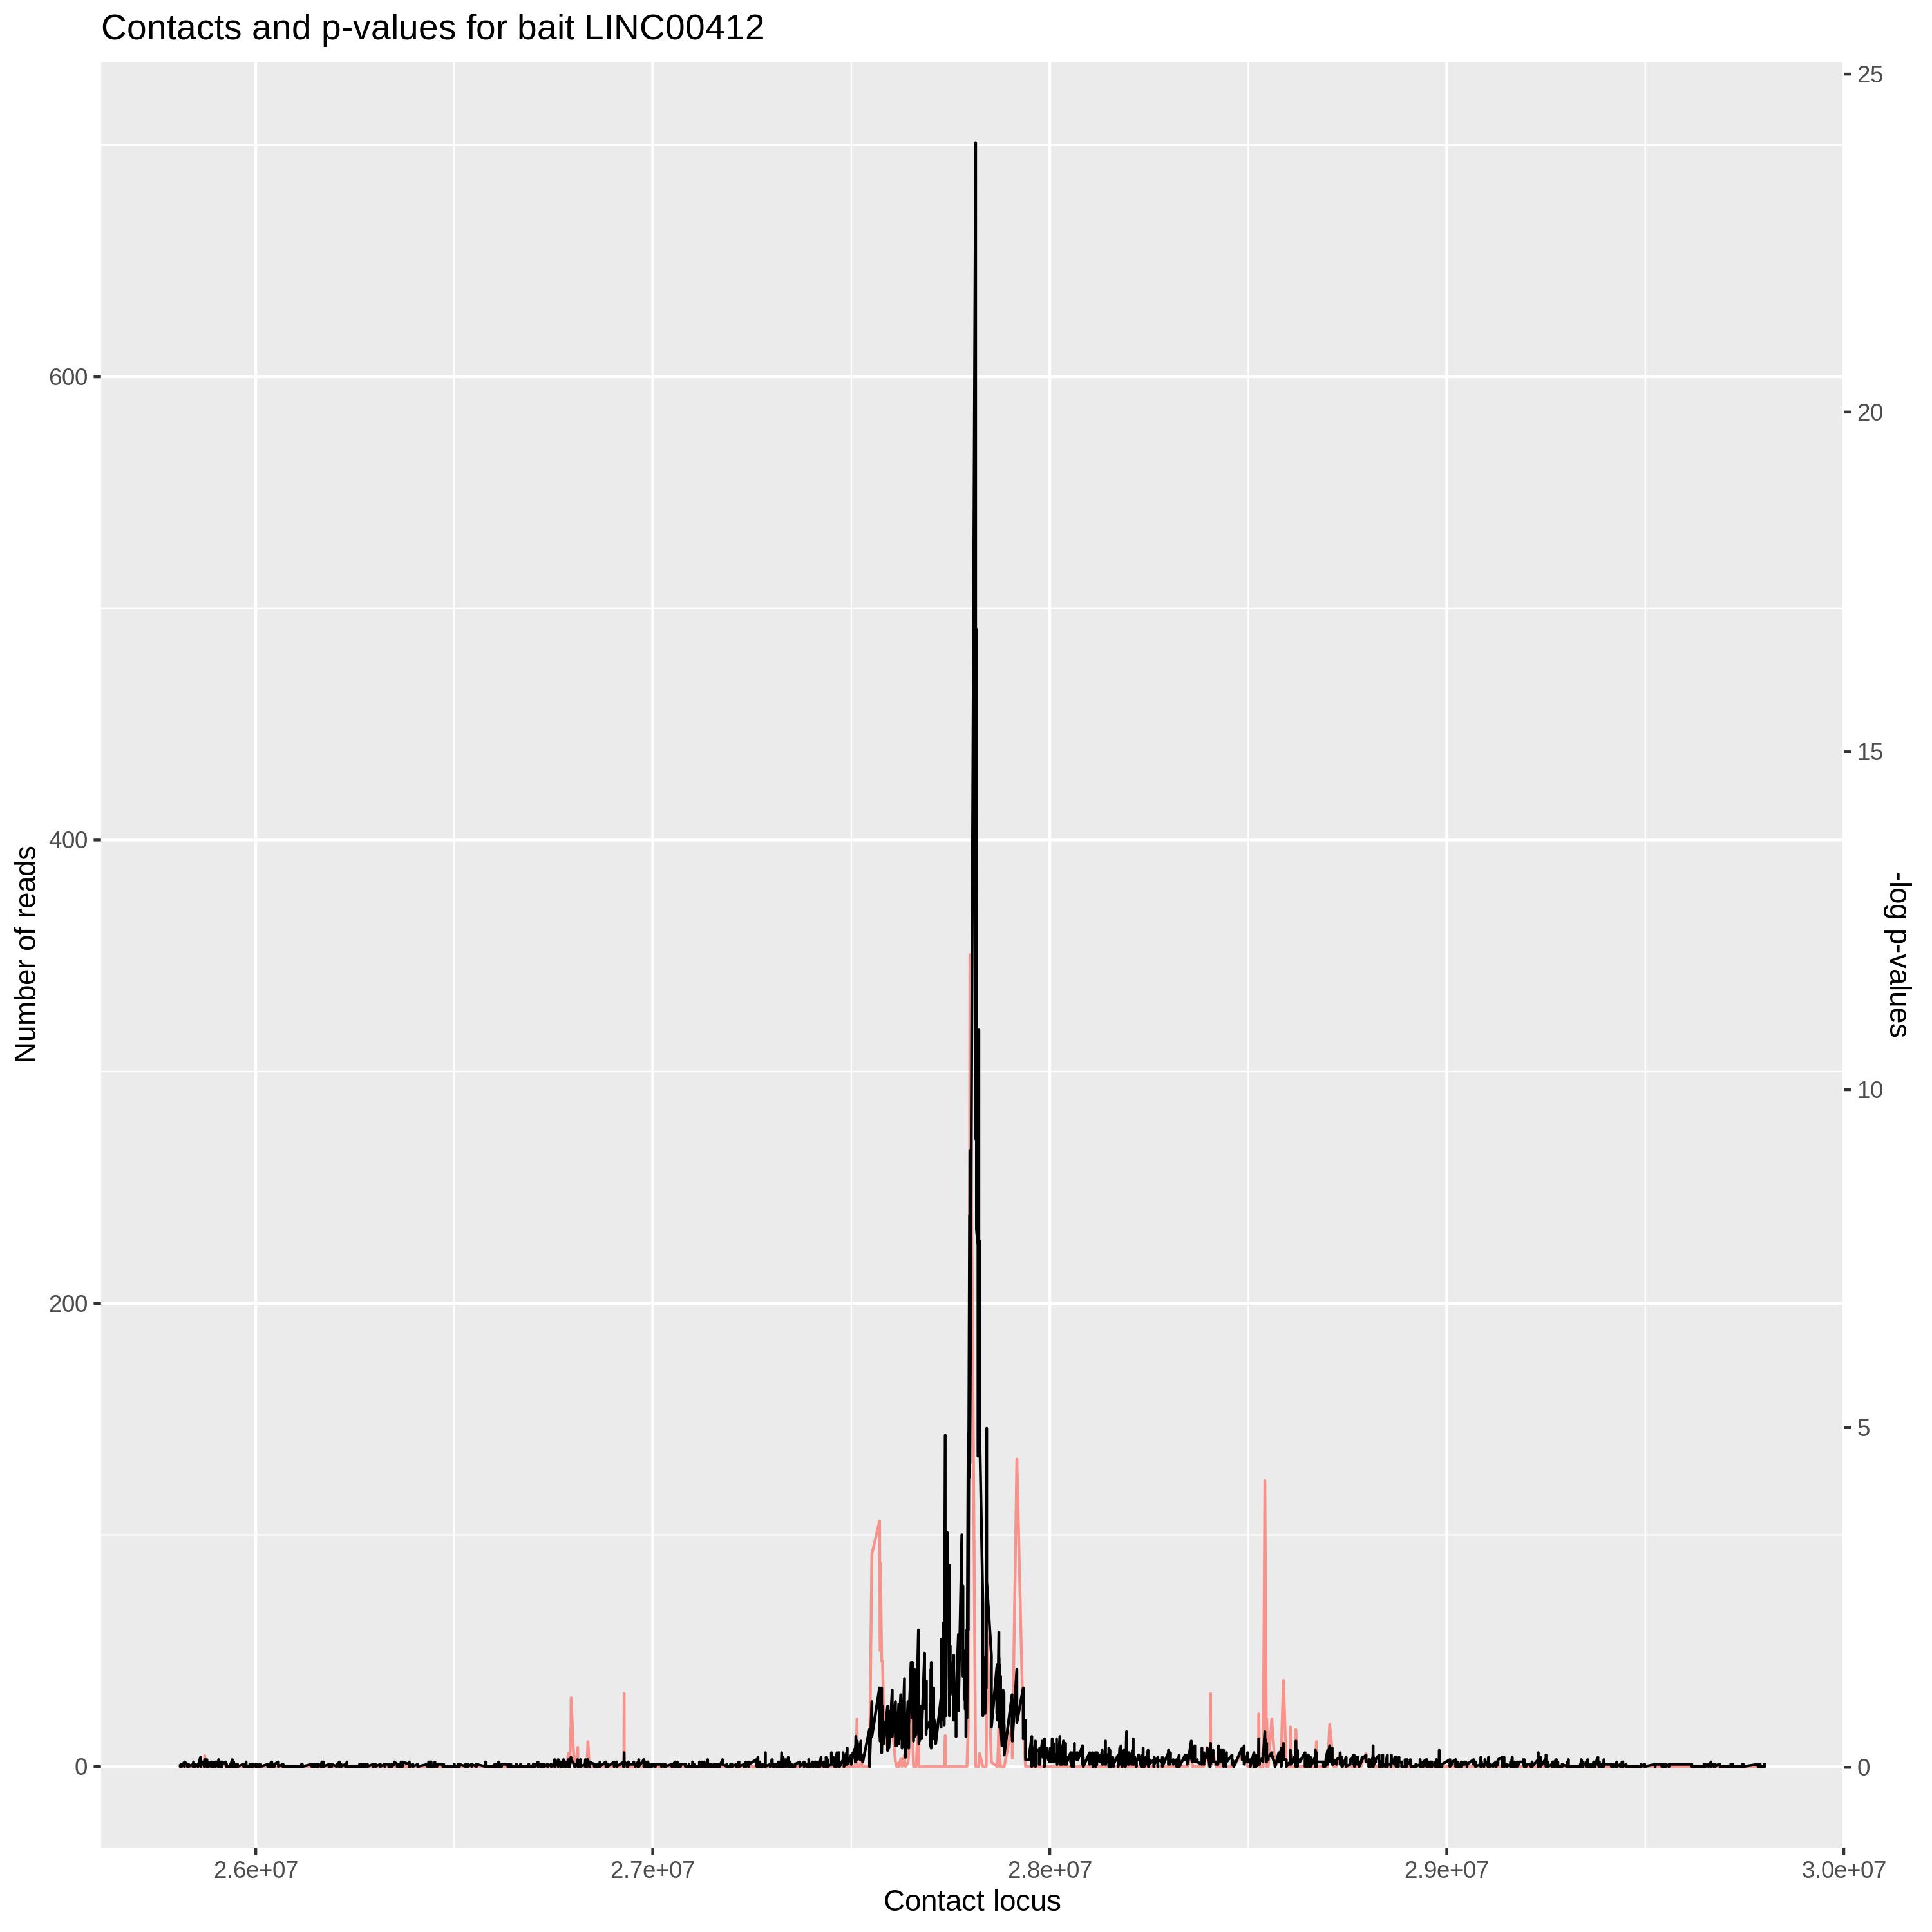 Contacts and p-values for bait LINC00412
25
20
600
15
400
Number of reads
-log p-values
10
200
5
0
0
2.6e+07
2.7e+07
2.8e+07
2.9e+07
3.0e+07
Contact locus